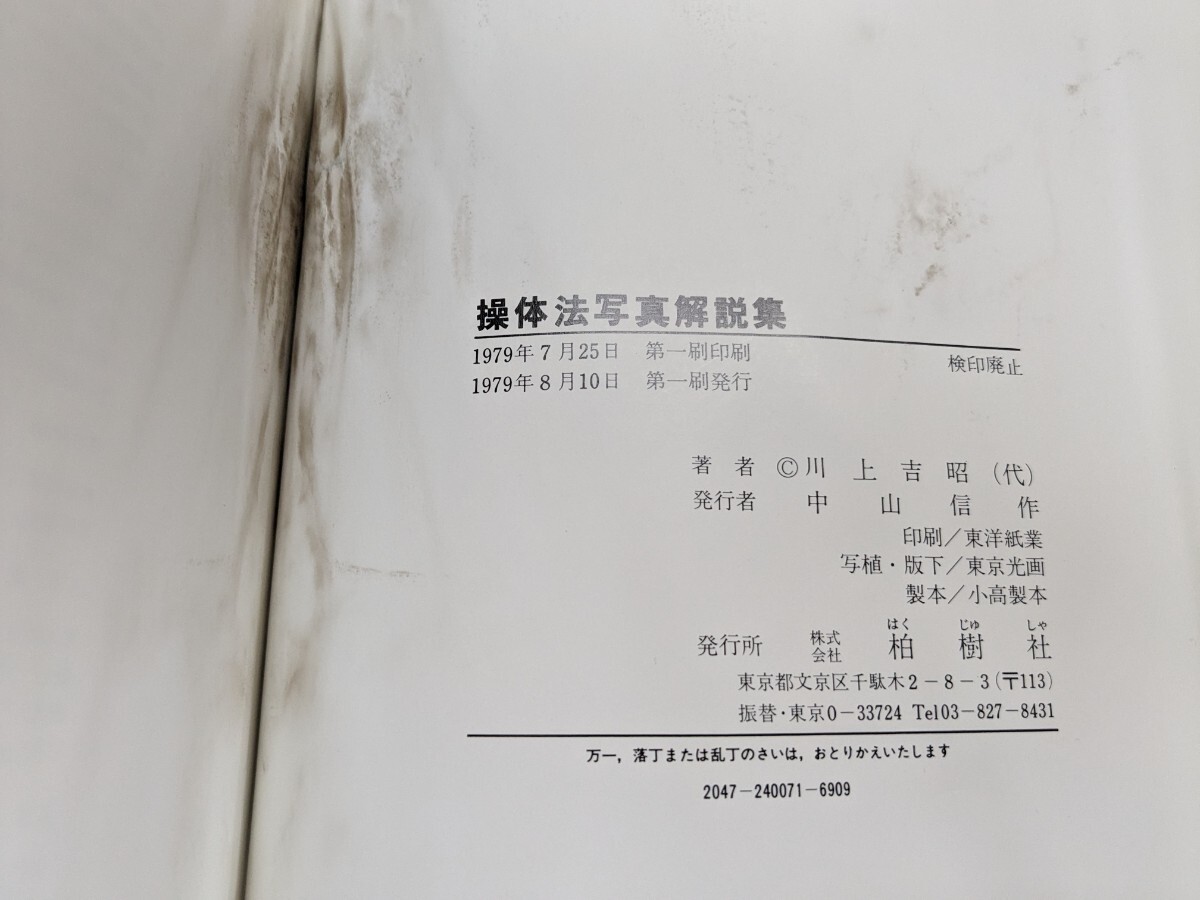 操体法写真解説集
1979年7月25日 第一刷印刷
検印廃止
1979年8月10日 第一刷発行
著者 ©川上吉昭(代)
発行者 中山信作
印刷/東洋紙業
写植・版下/東京光画
製本/小高製本
はく じゅ しゃ
発行所 株式会社 柏樹社
東京都文京区千駄木2-8-3(〒113)
振替・東京0-33724 Tel03-827-8431
万一,落丁または乱丁のさいは,おとりかえいたします
2047-240071-6909